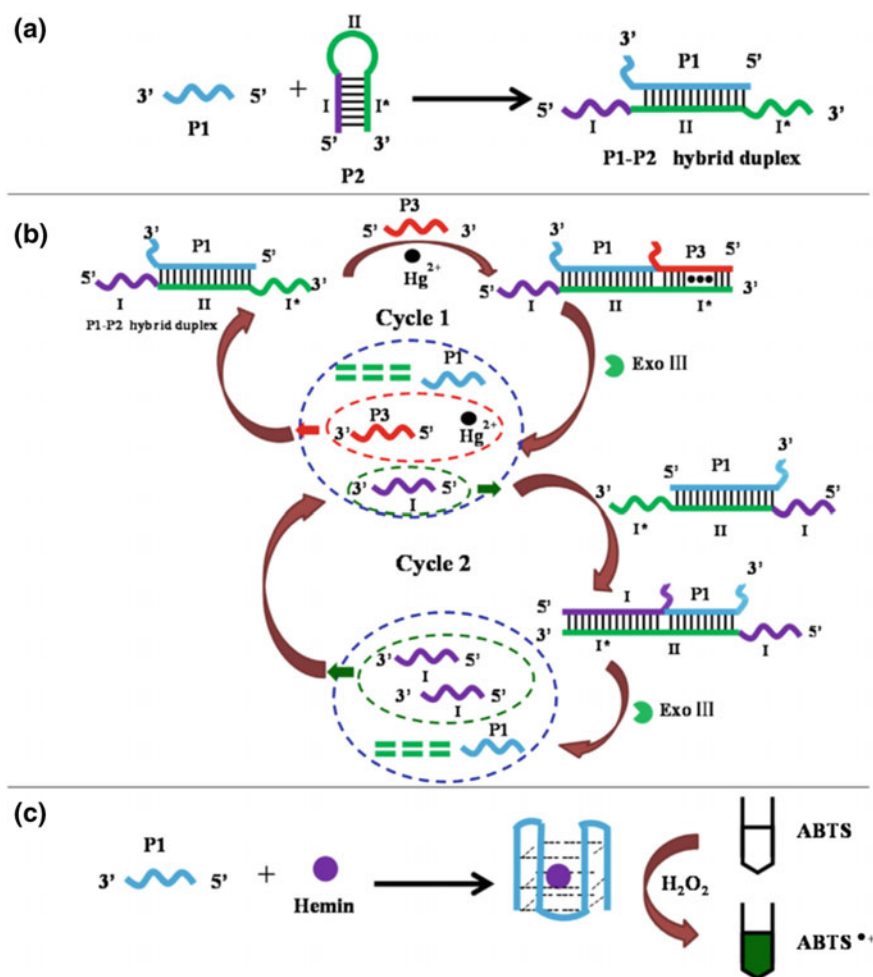 (a)
II
3’ P1 5’ + I I* 5’ 3’
P2
3’ P1 5’
5’ I II I* 3’
P1-P2 hybrid duplex
(b)
3’ P1 5’
5’ I II I* 3’
P1-P2 hybrid duplex
5’ P3 3’
Hg2+
3’ P1 P3 5’
5’ I II I* 3’
Cycle 1
Exo III
P1
P3
3’ 5’ Hg2+
3’ 5’
I
5’ P1 3’
3’ I* II I 5’
Cycle 2
5’ I P1 3’
3’ I* II I 5’
3’ 5’
I
3’ 5’
I
P1
Exo III
(c)
P1
3’ 5’ + Hemin
H2O2
ABTS
ABTS•+